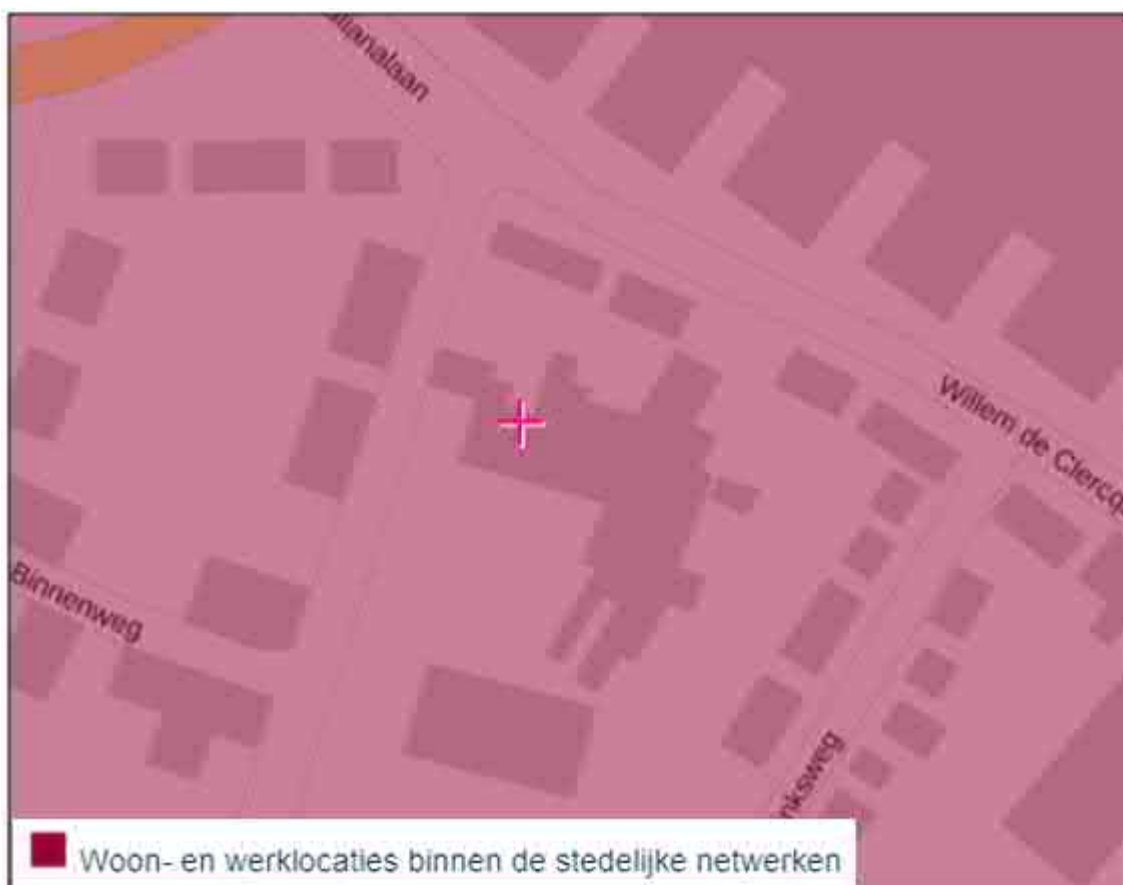 Willem de Clercq
Binnenweg
Woon- en werklocaties binnen de stedelijke netwerken